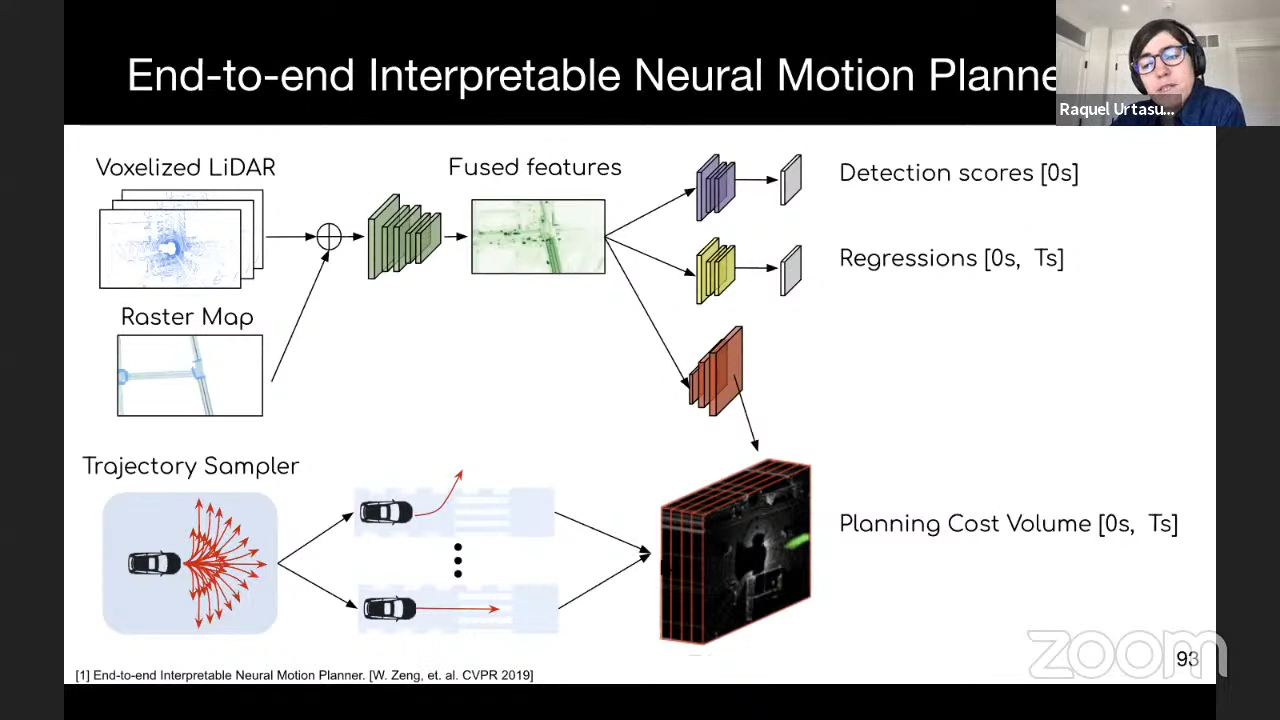 End-to-end Interpretable Neural Motion Planne
Raquel Urtasu...
Voxelized LiDAR
Fused features
Detection scores [0s]
Regressions [0s, Ts]
Raster Map
Trajectory Sampler
Planning Cost Volume [0s, Ts]
zoom
93
[1] End-to-end Interpretable Neural Motion Planner. [W. Zeng, et. al. CVPR 2019]